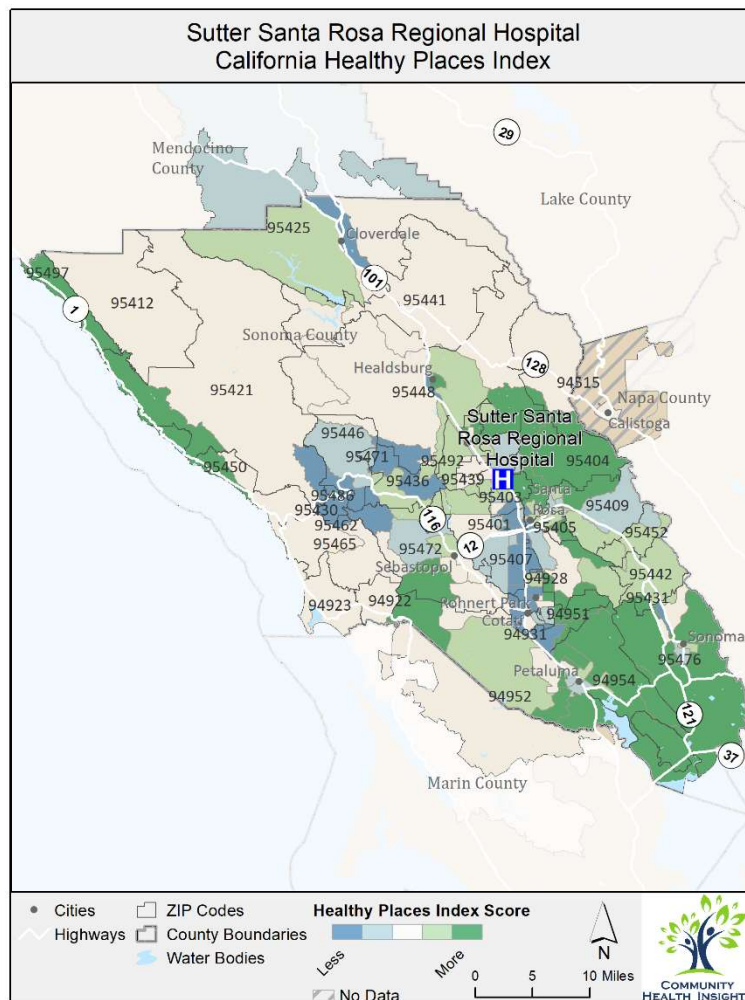 Sutter Santa Rosa Regional Hospital
California Healthy Places Index
29
Mendocino
County
Lake County
95425
Cloverdale
95497
101
95412
95441
1
Sonoma County
128
Healdsburg
94515
95421
95448
Napa County
Sutter Santa
Calistoga
Rosa Regional
95446
Hospital
95471
95492
95404
95450
95436
95439
H
95486
95403
Santa
95409
95430
116
95401
Rosa
95405
95462
12
95452
95465
95472
95407
Sebastopol
94928
95442
Rohnert Park
95431
94923
94922
94951
Cotati
94931
Sonoma
95476
Petaluma
94954
94952
121
37
Marin County
Cities
ZIP Codes
Healthy Places Index Score
N
Highways
County Boundaries
Water Bodies
Less
More
0 5 10 Miles
No Data
COMMUNITY
HEALTH INSIGHTS